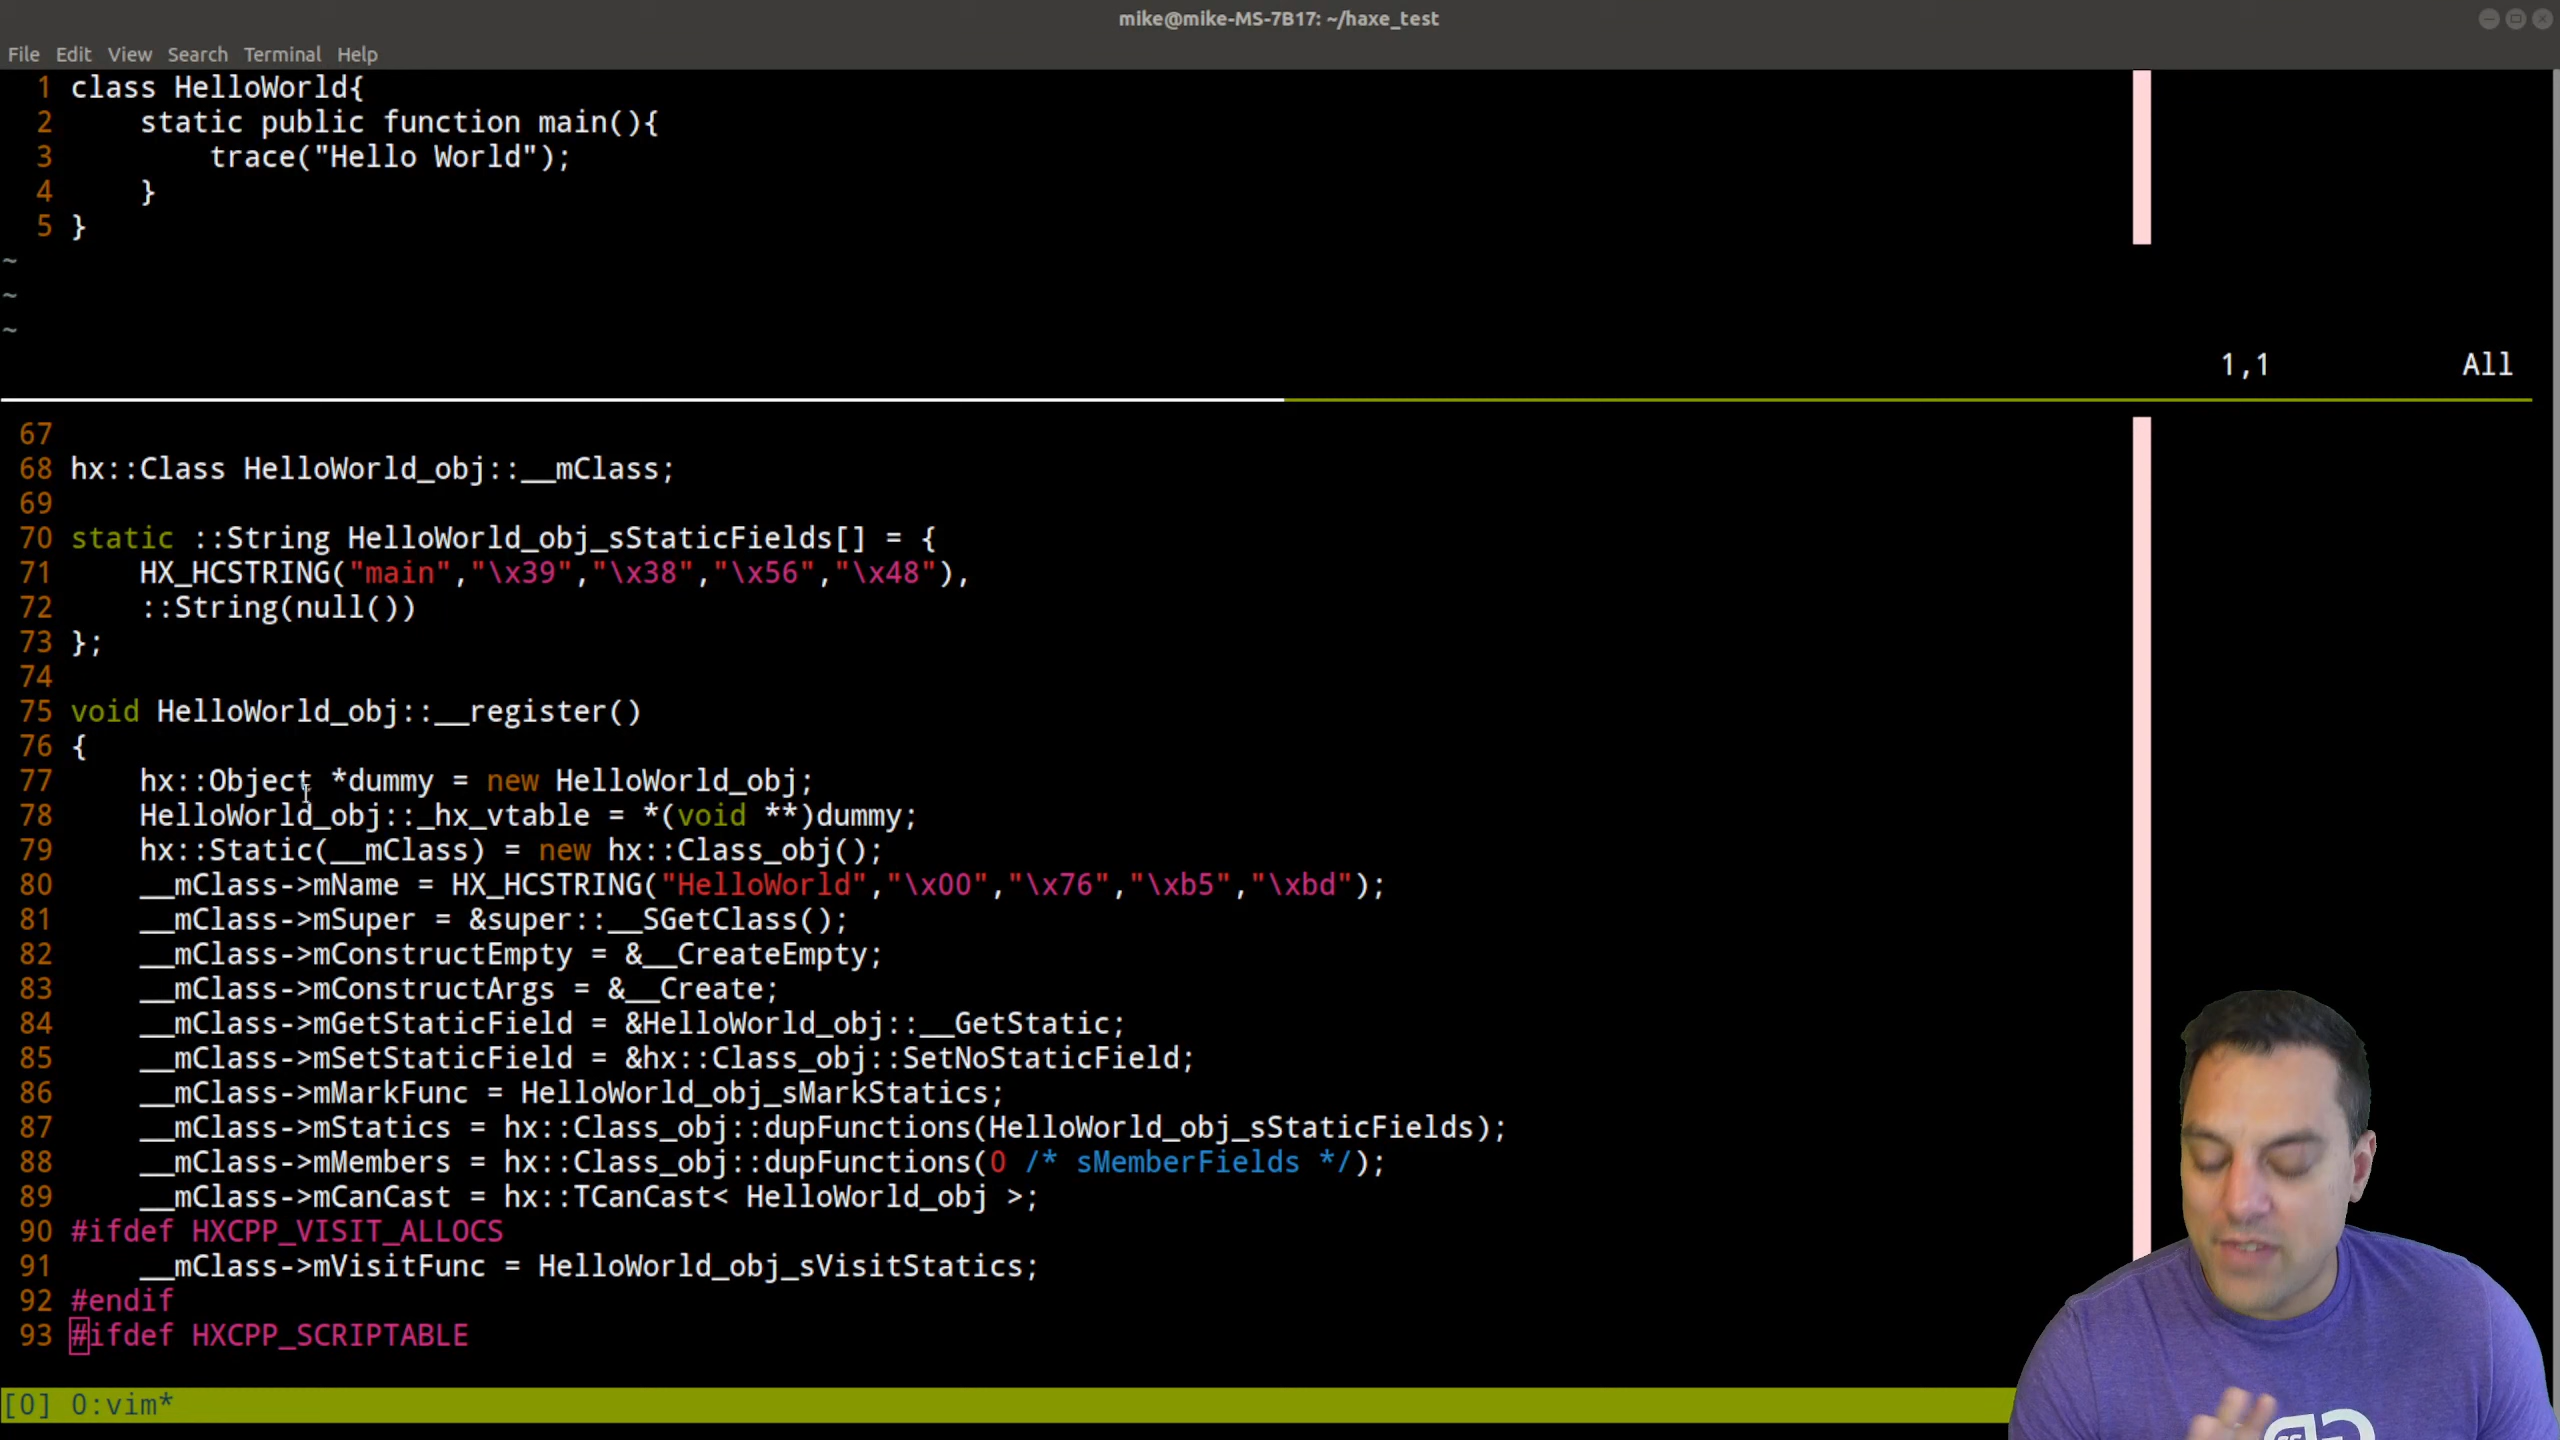 mike@mike-MS-7B17: ~/haxe_test
File Edit View Search Terminal Help
1 class HelloWorld{
2     static public function main(){
3         trace("Hello World");
4     }
5 }
~
~
~
1,1 All
67
68 hx::Class HelloWorld_obj::__mClass;
69
70 static ::String HelloWorld_obj_sStaticFields[] = {
71     HX_HCSTRING("main","\x39","\x38","\x56","\x48"),
72     ::String(null())
73 };
74
75 void HelloWorld_obj::__register()
76 {
77     hx::Object *dummy = new HelloWorld_obj;
78     HelloWorld_obj::_hx_vtable = *(void **)dummy;
79     hx::Static(__mClass) = new hx::Class_obj();
80     __mClass->mName = HX_HCSTRING("HelloWorld","\x00","\x76","\xb5","\xbd");
81     __mClass->mSuper = &super::__SGetClass();
82     __mClass->mConstructEmpty = &__CreateEmpty;
83     __mClass->mConstructArgs = &__Create;
84     __mClass->mGetStaticField = &HelloWorld_obj::__GetStatic;
85     __mClass->mSetStaticField = &hx::Class_obj::SetNoStaticField;
86     __mClass->mMarkFunc = HelloWorld_obj_sMarkStatics;
87     __mClass->mStatics = hx::Class_obj::dupFunctions(HelloWorld_obj_sStaticFields);
88     __mClass->mMembers = hx::Class_obj::dupFunctions(0 /* sMemberFields */);
89     __mClass->mCanCast = hx::TCanCast< HelloWorld_obj >;
90 #ifdef HXCPP_VISIT_ALLOCS
91     __mClass->mVisitFunc = HelloWorld_obj_sVisitStatics;
92 #endif
93 #ifdef HXCPP_SCRIPTABLE
[0] 0:vim*